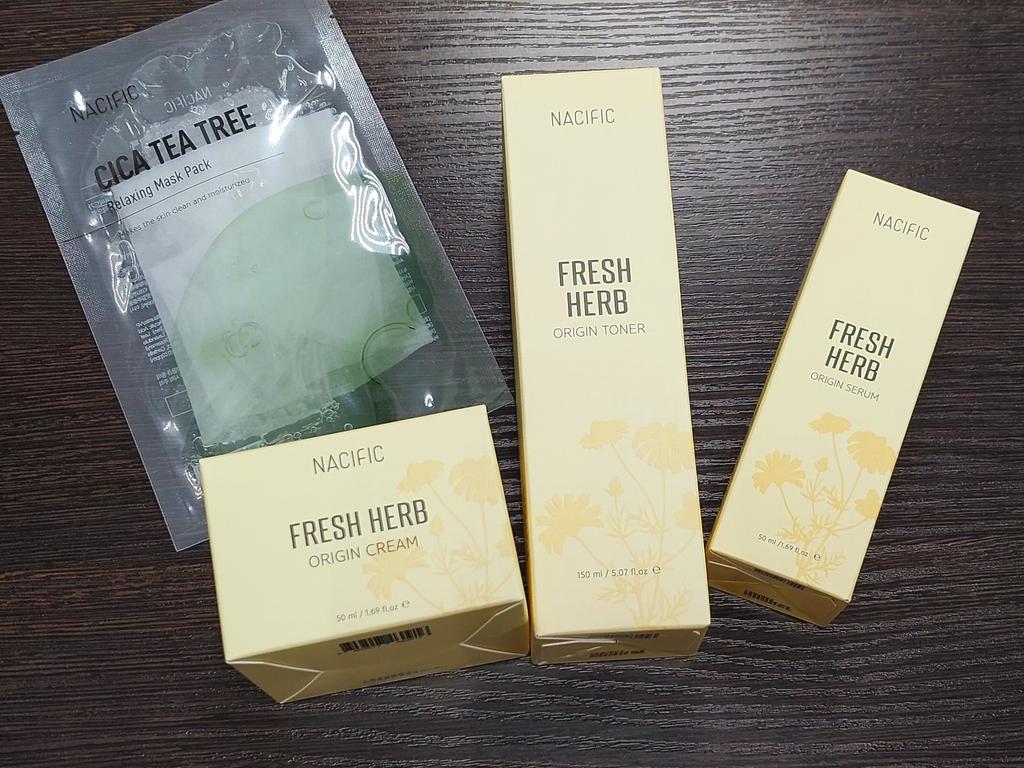 NACIFIC
CICA TEA TREE
Relaxing Mask Pack
the skin clean and moisturized
NACIFIC
FRESH HERB
ORIGIN CREAM
50 ml / 1.69 fl.oz ℮
NACIFIC
FRESH
HERB
ORIGIN TONER
150 ml / 5.07 fl.oz ℮
NACIFIC
FRESH
HERB
ORIGIN SERUM
50 ml /1.69 fl.oz ℮